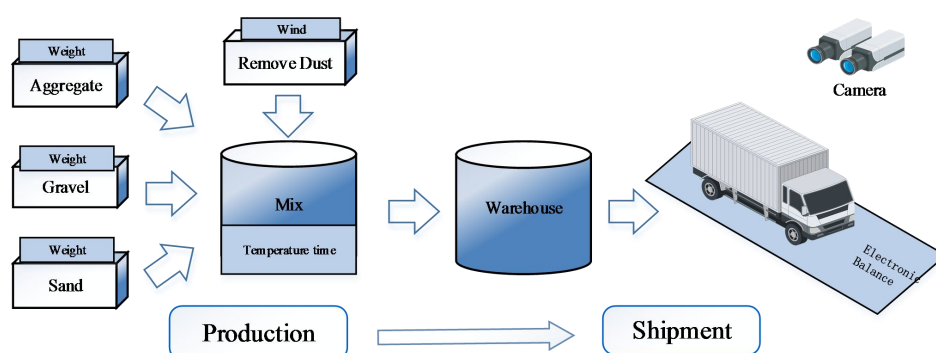 Weight
Aggregate
Wind
Remove Dust
Camera
Weight
Gravel
Mix
Temperature time
Warehouse
Weight
Sand
Electronic
Balance
Production
Shipment